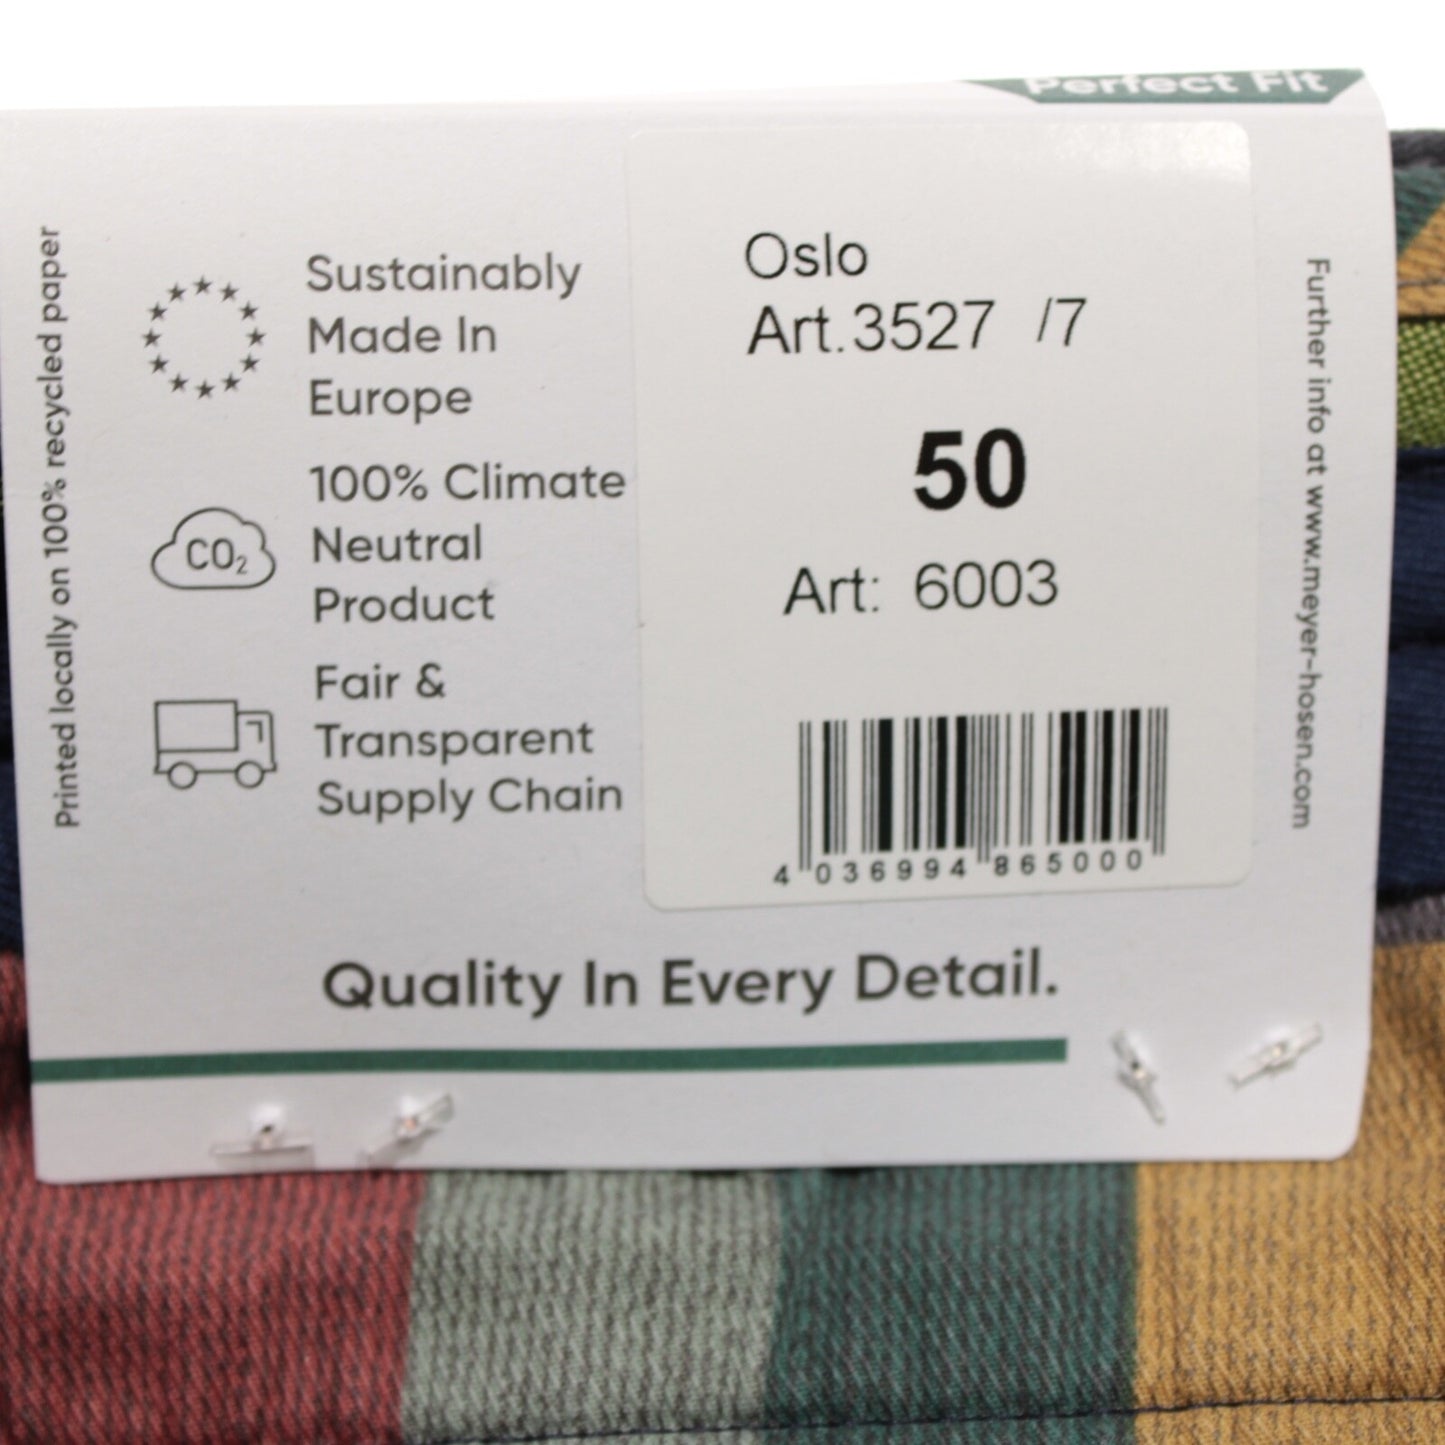 Perfect Fit
Printed locally on 100% recycled paper
Sustainably
Made In
Europe
CO₂
100% Climate
Neutral
Product
Fair &
Transparent
Supply Chain
Oslo
Art.3527 /7
50
Art: 6003
4 036994 865000
Further info at www.meyer-hosen.com
Quality In Every Detail.